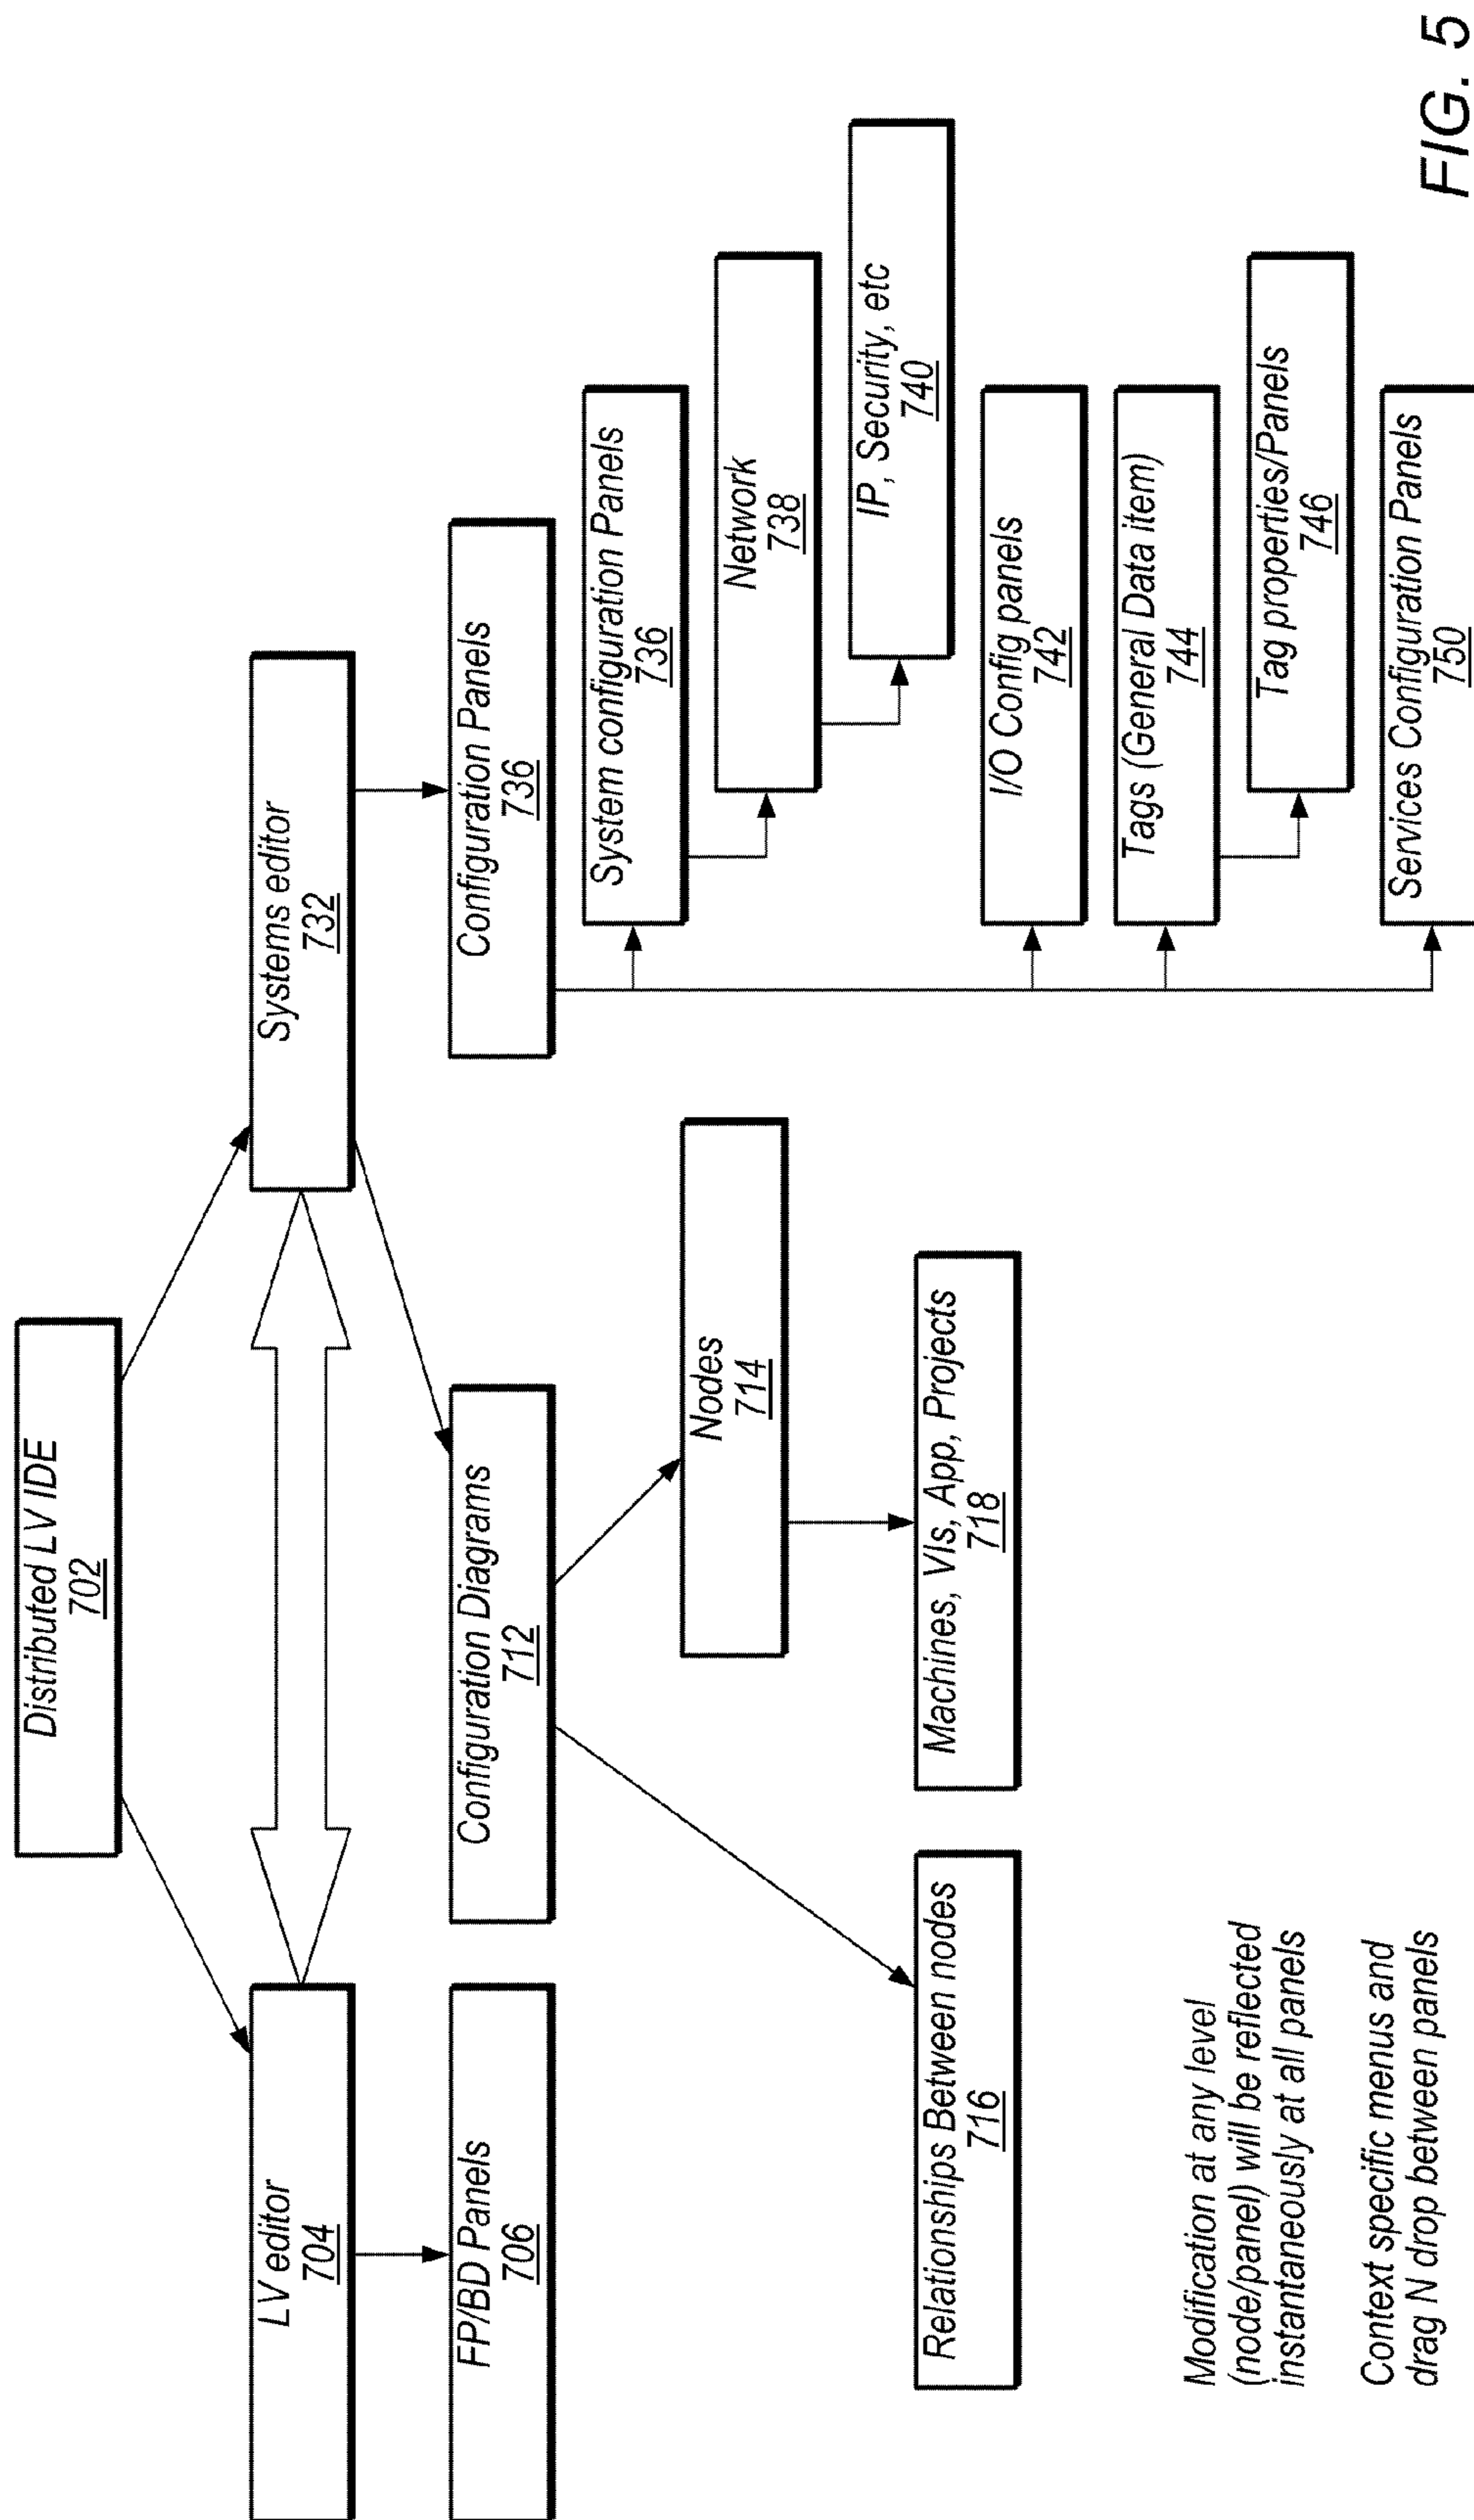 Distributed LV IDE
702
LV editor
704
Systems editor
732
FP/BD Panels
706
Configuration Diagrams
712
Configuration Panels
736
System configuration Panels
736
Nodes
714
Network
738
IP, Security, etc
740
Relationships Between nodes
716
Machines, VIs, App, Projects
718
I/O Config panels
742
Tags (General Data item)
744
Tag properties/Panels
746
Services Configuration Panels
750
Modification at any level
(node/panel) will be reflected
instantaneously at all panels
Context specific menus and
drag N drop between panels
FIG. 5